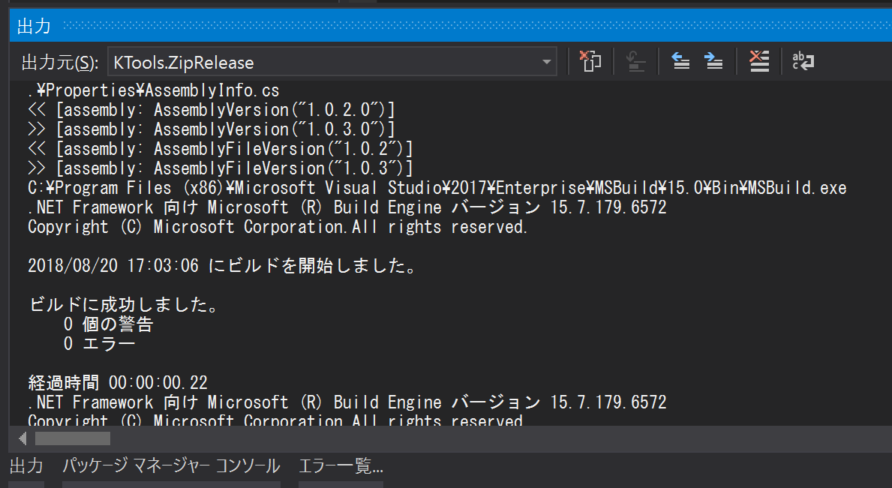 出力
出力元(S): KTools.ZipRelease
.¥Properties¥AssemblyInfo.cs
<< [assembly: AssemblyVersion("1.0.2.0")]
>> [assembly: AssemblyVersion("1.0.3.0")]
<< [assembly: AssemblyFileVersion("1.0.2")]
>> [assembly: AssemblyFileVersion("1.0.3")]
C:¥Program Files (x86)¥Microsoft Visual Studio¥2017¥Enterprise¥MSBuild¥15.0¥Bin¥MSBuild.exe
.NET Framework 向け Microsoft (R) Build Engine バージョン 15.7.179.6572
Copyright (C) Microsoft Corporation.All rights reserved.
2018/08/20 17:03:06 にビルドを開始しました。
ビルドに成功しました。
0 個の警告
0 エラー
経過時間 00:00:00.22
.NET Framework 向け Microsoft (R) Build Engine バージョン 15.7.179.6572
Copyright (C) Microsoft Corporation.All rights reserved.
出力 パッケージ マネージャー コンソール エラー一覧...